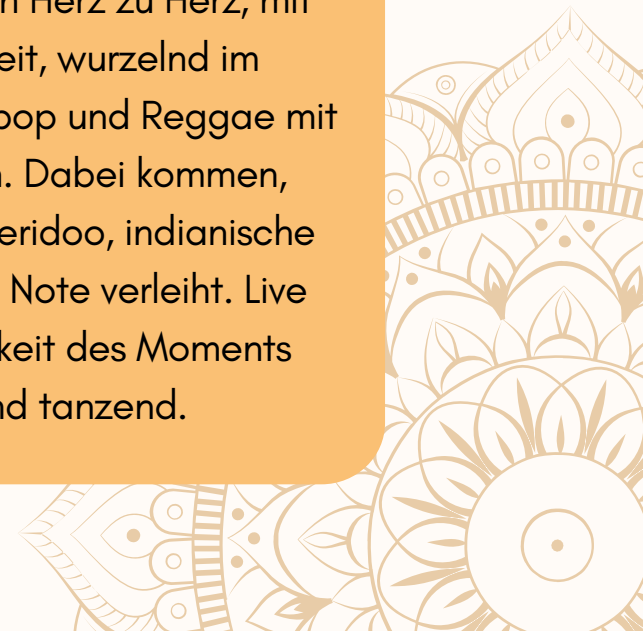 Herz zu Herz, mit
eit, wurzelnd im
pop und Reggae mit
. Dabei kommen,
eridoo, indianische
Note verleiht. Live
keit des Moments
nd tanzend.